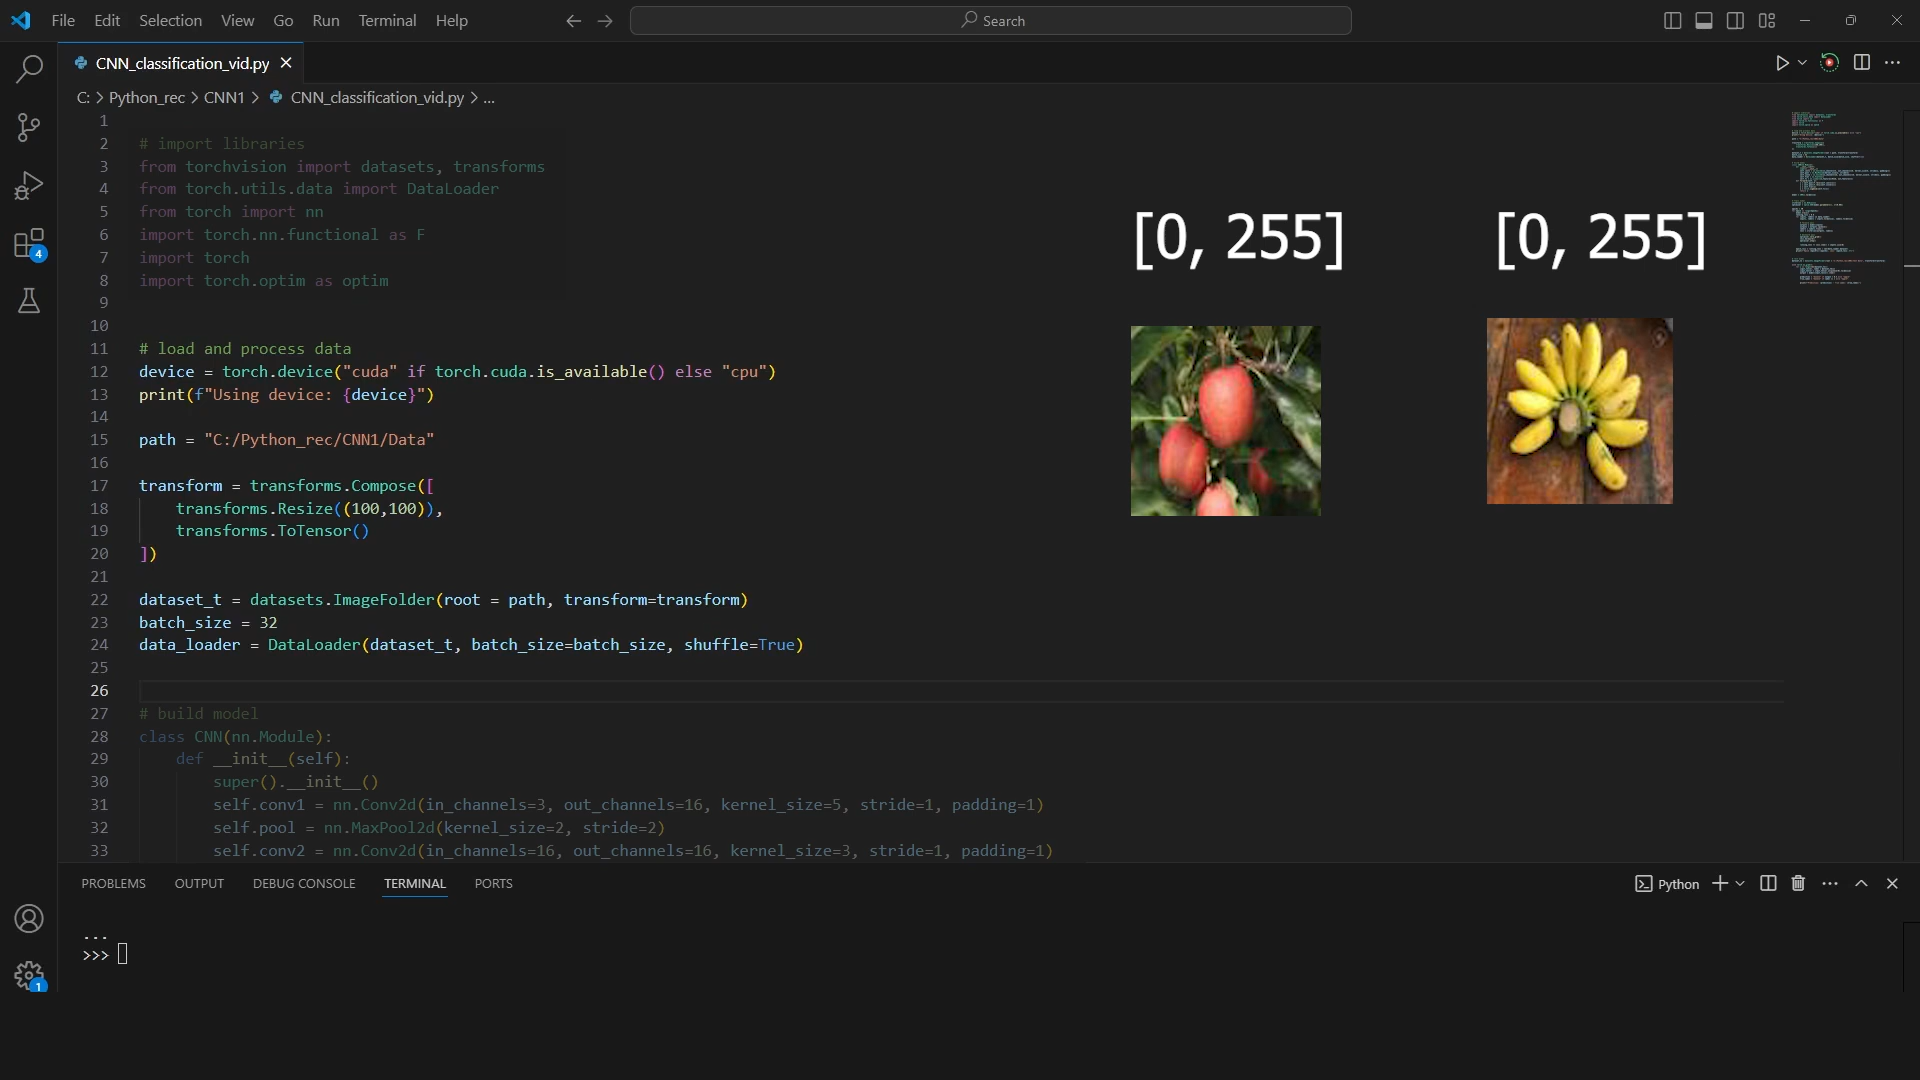 File Edit Selection View Go Run Terminal Help
Search
CNN_classification_vid.py
C: > Python_rec > CNN1 > CNN_classification_vid.py > ...
1
2 # import libraries
3 from torchvision import datasets, transforms
4 from torch.utils.data import DataLoader
5 from torch import nn
6 import torch.nn.functional as F
7 import torch
8 import torch.optim as optim
9
10
11 # load and process data
12 device = torch.device("cuda" if torch.cuda.is_available() else "cpu")
13 print(f"Using device: {device}")
14
15 path = "C:/Python_rec/CNN1/Data"
16
17 transform = transforms.Compose([
18 transforms.Resize((100,100)),
19 transforms.ToTensor()
20 ])
21
22 dataset_t = datasets.ImageFolder(root = path, transform=transform)
23 batch_size = 32
24 data_loader = DataLoader(dataset_t, batch_size=batch_size, shuffle=True)
25
26
27 # build model
28 class CNN(nn.Module):
29 def __init__(self):
30 super().__init__()
31 self.conv1 = nn.Conv2d(in_channels=3, out_channels=16, kernel_size=5, stride=1, padding=1)
32 self.pool = nn.MaxPool2d(kernel_size=2, stride=2)
33 self.conv2 = nn.Conv2d(in_channels=16, out_channels=16, kernel_size=3, stride=1, padding=1)
[0, 255] [0, 255]
4
1
PROBLEMS OUTPUT DEBUG CONSOLE TERMINAL PORTS
Python
...
>>>